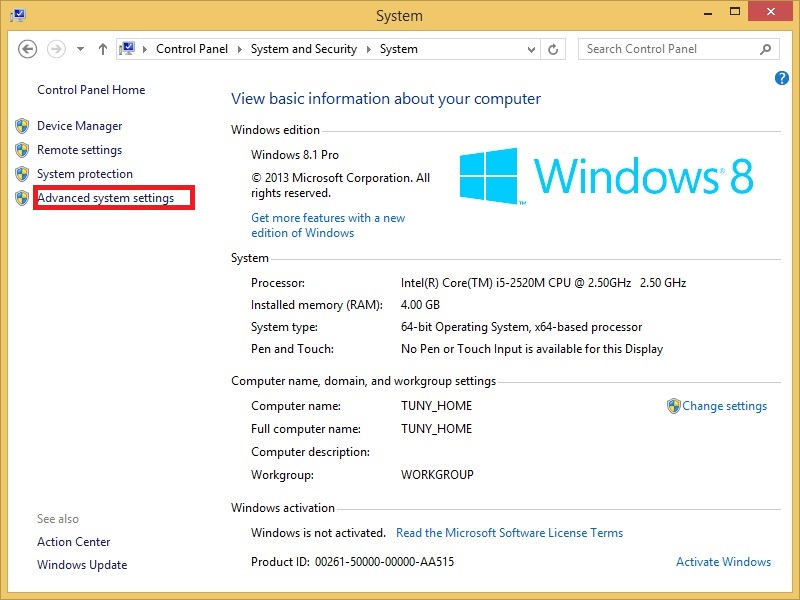 System
Control Panel System and Security System
Search Control Panel
Control Panel Home
Device Manager
Remote settings
System protection
Advanced system settings
See also
Action Center
Windows Update
View basic information about your computer
Windows edition
Windows 8.1 Pro
© 2013 Microsoft Corporation. All
rights reserved.
Get more features with a new
edition of Windows
Windows® 8
™
System
Processor: Intel(R) Core(TM) i5-2520M CPU @ 2.50GHz 2.50 GHz
Installed memory (RAM): 4.00 GB
System type: 64-bit Operating System, x64-based processor
Pen and Touch: No Pen or Touch Input is available for this Display
Computer name, domain, and workgroup settings
Computer name: TUNY_HOME Change settings
Full computer name: TUNY_HOME
Computer description:
Workgroup: WORKGROUP
Windows activation
Windows is not activated. Read the Microsoft Software License Terms
Product ID: 00261-50000-00000-AA515 Activate Windows